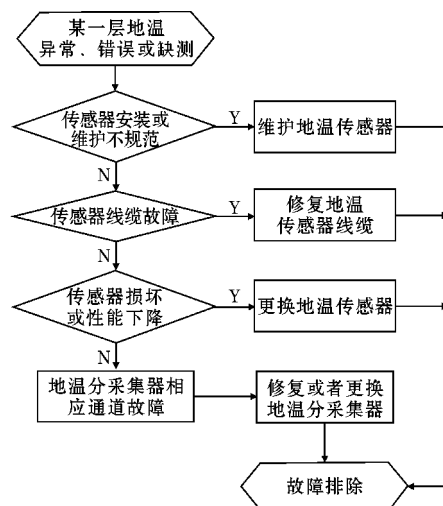 某一层地温
异常、错误或缺测
传感器安装或
维护不规范
Y
维护地温传感器
N
传感器线缆故障
Y
修复地温
传感器线缆
N
传感器损坏
或性能下降
Y
更换地温传感器
N
地温分采集器相
应通道故障
修复或者更换
地温分采集器
故障排除